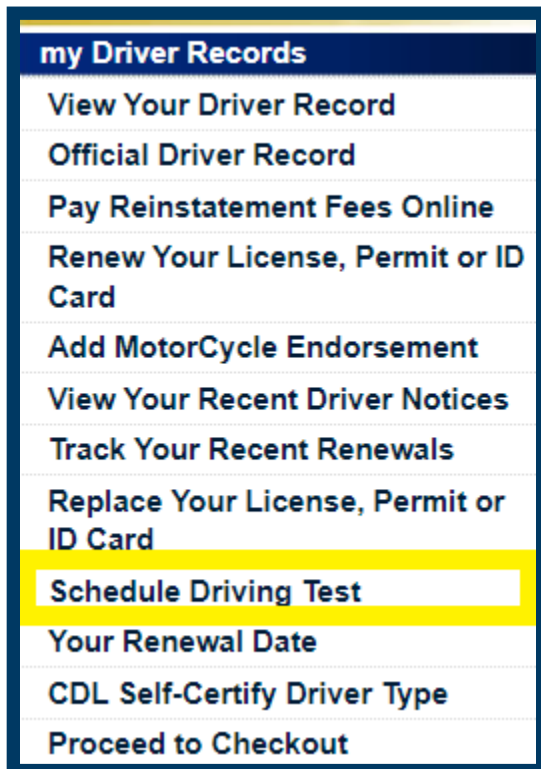 my Driver Records
View Your Driver Record
Official Driver Record
Pay Reinstatement Fees Online
Renew Your License, Permit or ID
Card
Add MotorCycle Endorsement
View Your Recent Driver Notices
Track Your Recent Renewals
Replace Your License, Permit or
ID Card
Schedule Driving Test
Your Renewal Date
CDL Self-Certify Driver Type
Proceed to Checkout